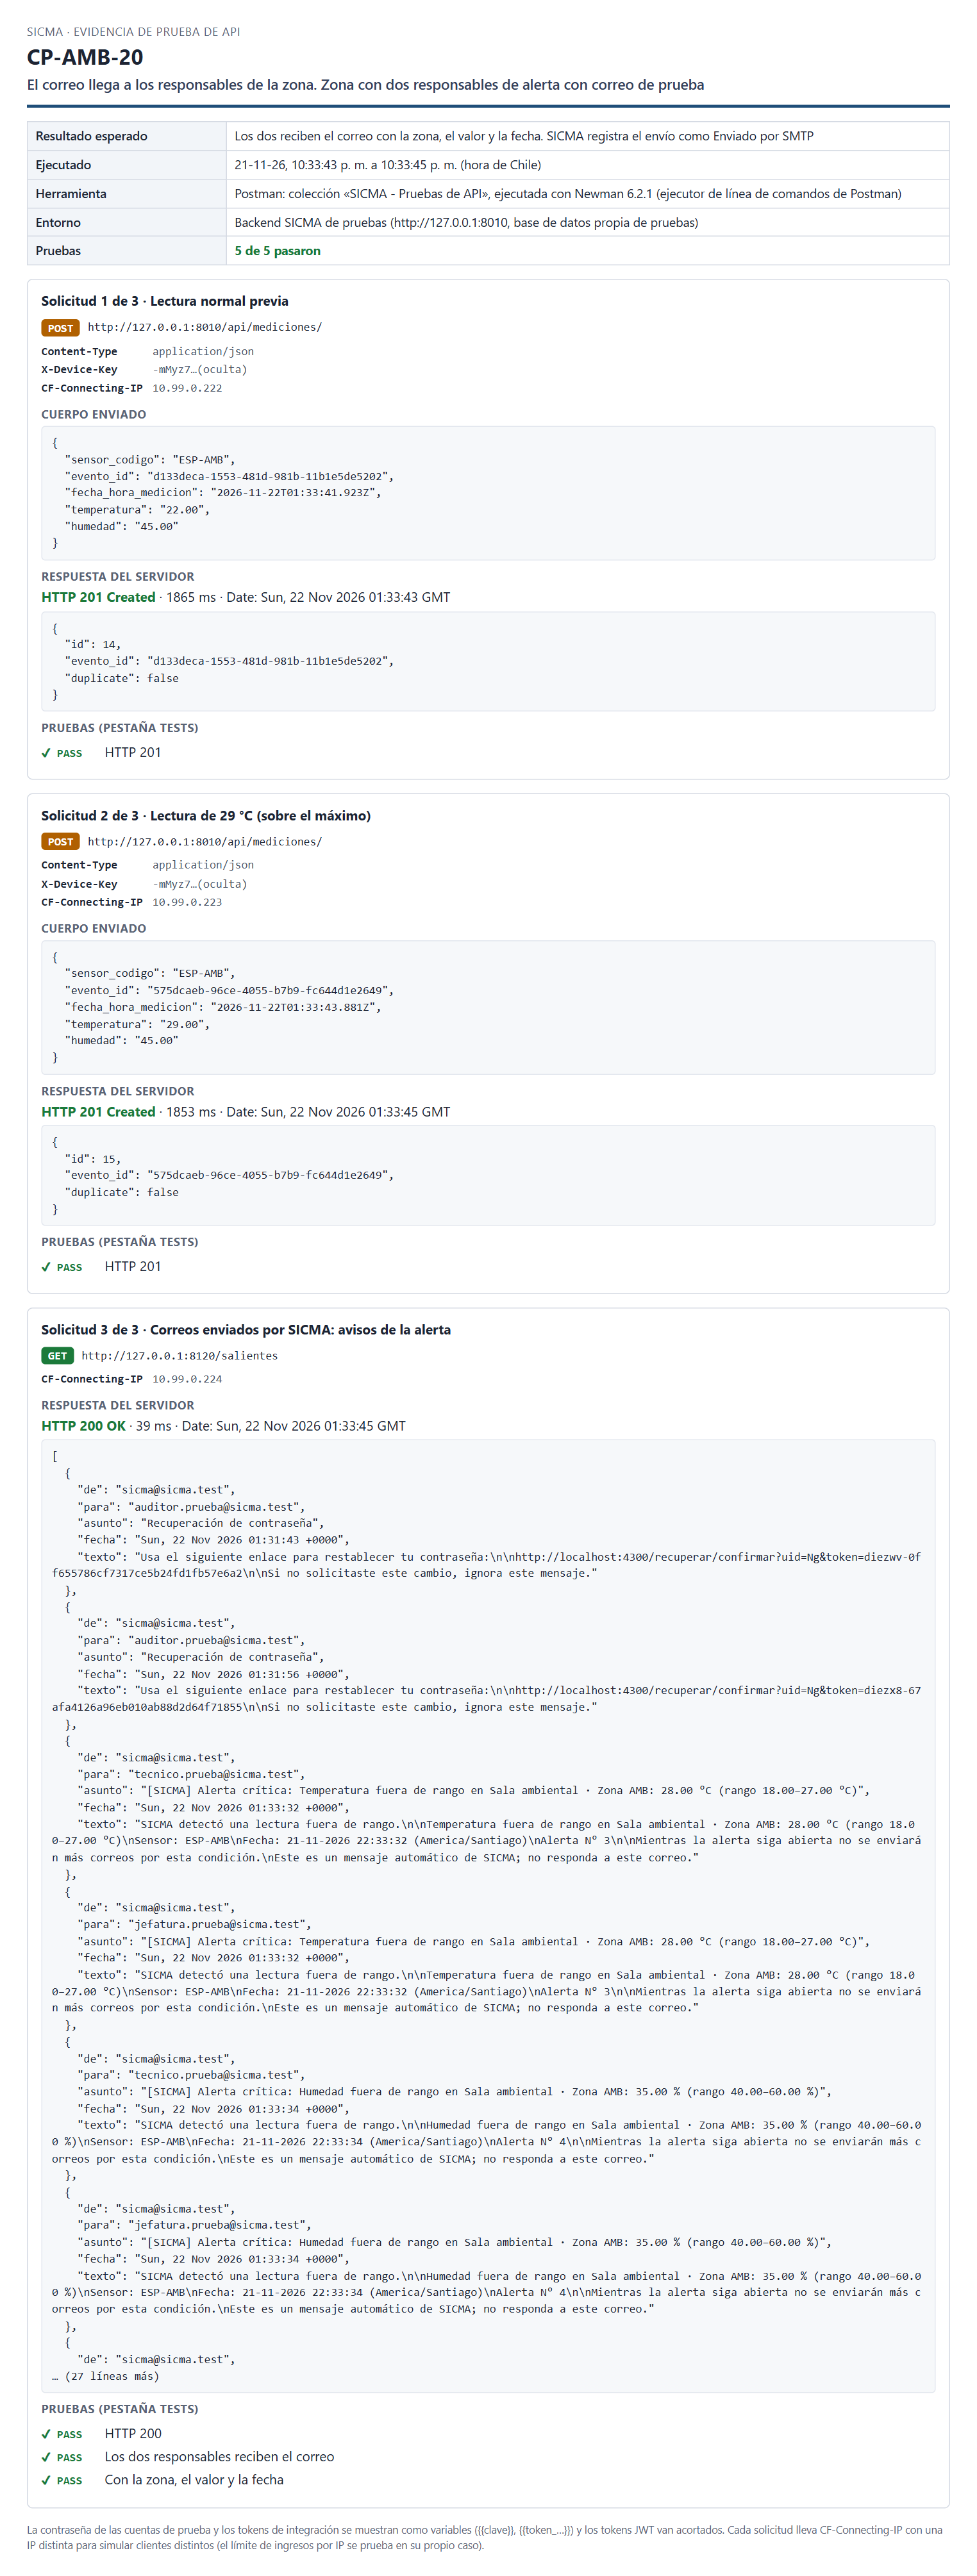 SICMA · EVIDENCIA DE PRUEBA DE API
CP-AMB-20
El correo llega a los responsables de la zona. Zona con dos responsables de alerta con correo de prueba
Resultado esperado Los dos reciben el correo con la zona, el valor y la fecha. SICMA registra el envío como Enviado por SMTP
Ejecutado 21-11-26, 10:33:43 p. m. a 10:33:45 p. m. (hora de Chile)
Herramienta Postman: colección «SICMA - Pruebas de API», ejecutada con Newman 6.2.1 (ejecutor de línea de comandos de Postman)
Entorno Backend SICMA de pruebas (http://127.0.0.1:8010, base de datos propia de pruebas)
Pruebas 5 de 5 pasaron
Solicitud 1 de 3 · Lectura normal previa
POST http://127.0.0.1:8010/api/mediciones/
Content-Type application/json
X-Device-Key -mMyz7…(oculta)
CF-Connecting-IP 10.99.0.222
CUERPO ENVIADO
{
"sensor_codigo": "ESP-AMB",
"evento_id": "d133deca-1553-481d-981b-11b1e5de5202",
"fecha_hora_medicion": "2026-11-22T01:33:41.923Z",
"temperatura": "22.00",
"humedad": "45.00"
}
RESPUESTA DEL SERVIDOR
HTTP 201 Created · 1865 ms · Date: Sun, 22 Nov 2026 01:33:43 GMT
{
"id": 14,
"evento_id": "d133deca-1553-481d-981b-11b1e5de5202",
"duplicate": false
}
PRUEBAS (PESTAÑA TESTS)
✓ PASS HTTP 201
Solicitud 2 de 3 · Lectura de 29 °C (sobre el máximo)
POST http://127.0.0.1:8010/api/mediciones/
Content-Type application/json
X-Device-Key -mMyz7…(oculta)
CF-Connecting-IP 10.99.0.223
CUERPO ENVIADO
{
"sensor_codigo": "ESP-AMB",
"evento_id": "575dcaeb-96ce-4055-b7b9-fc644d1e2649",
"fecha_hora_medicion": "2026-11-22T01:33:43.881Z",
"temperatura": "29.00",
"humedad": "45.00"
}
RESPUESTA DEL SERVIDOR
HTTP 201 Created · 1853 ms · Date: Sun, 22 Nov 2026 01:33:45 GMT
{
"id": 15,
"evento_id": "575dcaeb-96ce-4055-b7b9-fc644d1e2649",
"duplicate": false
}
PRUEBAS (PESTAÑA TESTS)
✓ PASS HTTP 201
Solicitud 3 de 3 · Correos enviados por SICMA: avisos de la alerta
GET http://127.0.0.1:8120/salientes
CF-Connecting-IP 10.99.0.224
RESPUESTA DEL SERVIDOR
HTTP 200 OK · 39 ms · Date: Sun, 22 Nov 2026 01:33:45 GMT
[
{
"de": "sicma@sicma.test",
"para": "auditor.prueba@sicma.test",
"asunto": "Recuperación de contraseña",
"fecha": "Sun, 22 Nov 2026 01:31:43 +0000",
"texto": "Usa el siguiente enlace para restablecer tu contraseña:\n\nhttp://localhost:4300/recuperar/confirmar?uid=Ng&token=diezwv-0f
f655786cf7317ce5b24fd1fb57e6a2\n\nSi no solicitaste este cambio, ignora este mensaje."
},
{
"de": "sicma@sicma.test",
"para": "auditor.prueba@sicma.test",
"asunto": "Recuperación de contraseña",
"fecha": "Sun, 22 Nov 2026 01:31:56 +0000",
"texto": "Usa el siguiente enlace para restablecer tu contraseña:\n\nhttp://localhost:4300/recuperar/confirmar?uid=Ng&token=diezx8-67
afa4126a96eb010ab88d2d64f71855\n\nSi no solicitaste este cambio, ignora este mensaje."
},
{
"de": "sicma@sicma.test",
"para": "tecnico.prueba@sicma.test",
"asunto": "[SICMA] Alerta crítica: Temperatura fuera de rango en Sala ambiental · Zona AMB: 28.00 °C (rango 18.00–27.00 °C)",
"fecha": "Sun, 22 Nov 2026 01:33:32 +0000",
"texto": "SICMA detectó una lectura fuera de rango.\n\nTemperatura fuera de rango en Sala ambiental · Zona AMB: 28.00 °C (rango 18.0
0–27.00 °C)\nSensor: ESP-AMB\nFecha: 21-11-2026 22:33:32 (America/Santiago)\nAlerta Nº 3\n\nMientras la alerta siga abierta no se enviará
n más correos por esta condición.\nEste es un mensaje automático de SICMA; no responda a este correo."
},
{
"de": "sicma@sicma.test",
"para": "jefatura.prueba@sicma.test",
"asunto": "[SICMA] Alerta crítica: Temperatura fuera de rango en Sala ambiental · Zona AMB: 28.00 °C (rango 18.00–27.00 °C)",
"fecha": "Sun, 22 Nov 2026 01:33:32 +0000",
"texto": "SICMA detectó una lectura fuera de rango.\n\nTemperatura fuera de rango en Sala ambiental · Zona AMB: 28.00 °C (rango 18.0
0–27.00 °C)\nSensor: ESP-AMB\nFecha: 21-11-2026 22:33:32 (America/Santiago)\nAlerta Nº 3\n\nMientras la alerta siga abierta no se enviará
n más correos por esta condición.\nEste es un mensaje automático de SICMA; no responda a este correo."
},
{
"de": "sicma@sicma.test",
"para": "tecnico.prueba@sicma.test",
"asunto": "[SICMA] Alerta crítica: Humedad fuera de rango en Sala ambiental · Zona AMB: 35.00 % (rango 40.00–60.00 %)",
"fecha": "Sun, 22 Nov 2026 01:33:34 +0000",
"texto": "SICMA detectó una lectura fuera de rango.\n\nHumedad fuera de rango en Sala ambiental · Zona AMB: 35.00 % (rango 40.00–60.0
0 %)\nSensor: ESP-AMB\nFecha: 21-11-2026 22:33:34 (America/Santiago)\nAlerta Nº 4\n\nMientras la alerta siga abierta no se enviarán más c
orreos por esta condición.\nEste es un mensaje automático de SICMA; no responda a este correo."
},
{
"de": "sicma@sicma.test",
"para": "jefatura.prueba@sicma.test",
"asunto": "[SICMA] Alerta crítica: Humedad fuera de rango en Sala ambiental · Zona AMB: 35.00 % (rango 40.00–60.00 %)",
"fecha": "Sun, 22 Nov 2026 01:33:34 +0000",
"texto": "SICMA detectó una lectura fuera de rango.\n\nHumedad fuera de rango en Sala ambiental · Zona AMB: 35.00 % (rango 40.00–60.0
0 %)\nSensor: ESP-AMB\nFecha: 21-11-2026 22:33:34 (America/Santiago)\nAlerta Nº 4\n\nMientras la alerta siga abierta no se enviarán más c
orreos por esta condición.\nEste es un mensaje automático de SICMA; no responda a este correo."
},
{
"de": "sicma@sicma.test",
… (27 líneas más)
PRUEBAS (PESTAÑA TESTS)
✓ PASS HTTP 200
✓ PASS Los dos responsables reciben el correo
✓ PASS Con la zona, el valor y la fecha
La contraseña de las cuentas de prueba y los tokens de integración se muestran como variables ({{clave}}, {{token_…}}) y los tokens JWT van acortados. Cada solicitud lleva CF-Connecting-IP con una
IP distinta para simular clientes distintos (el límite de ingresos por IP se prueba en su propio caso).